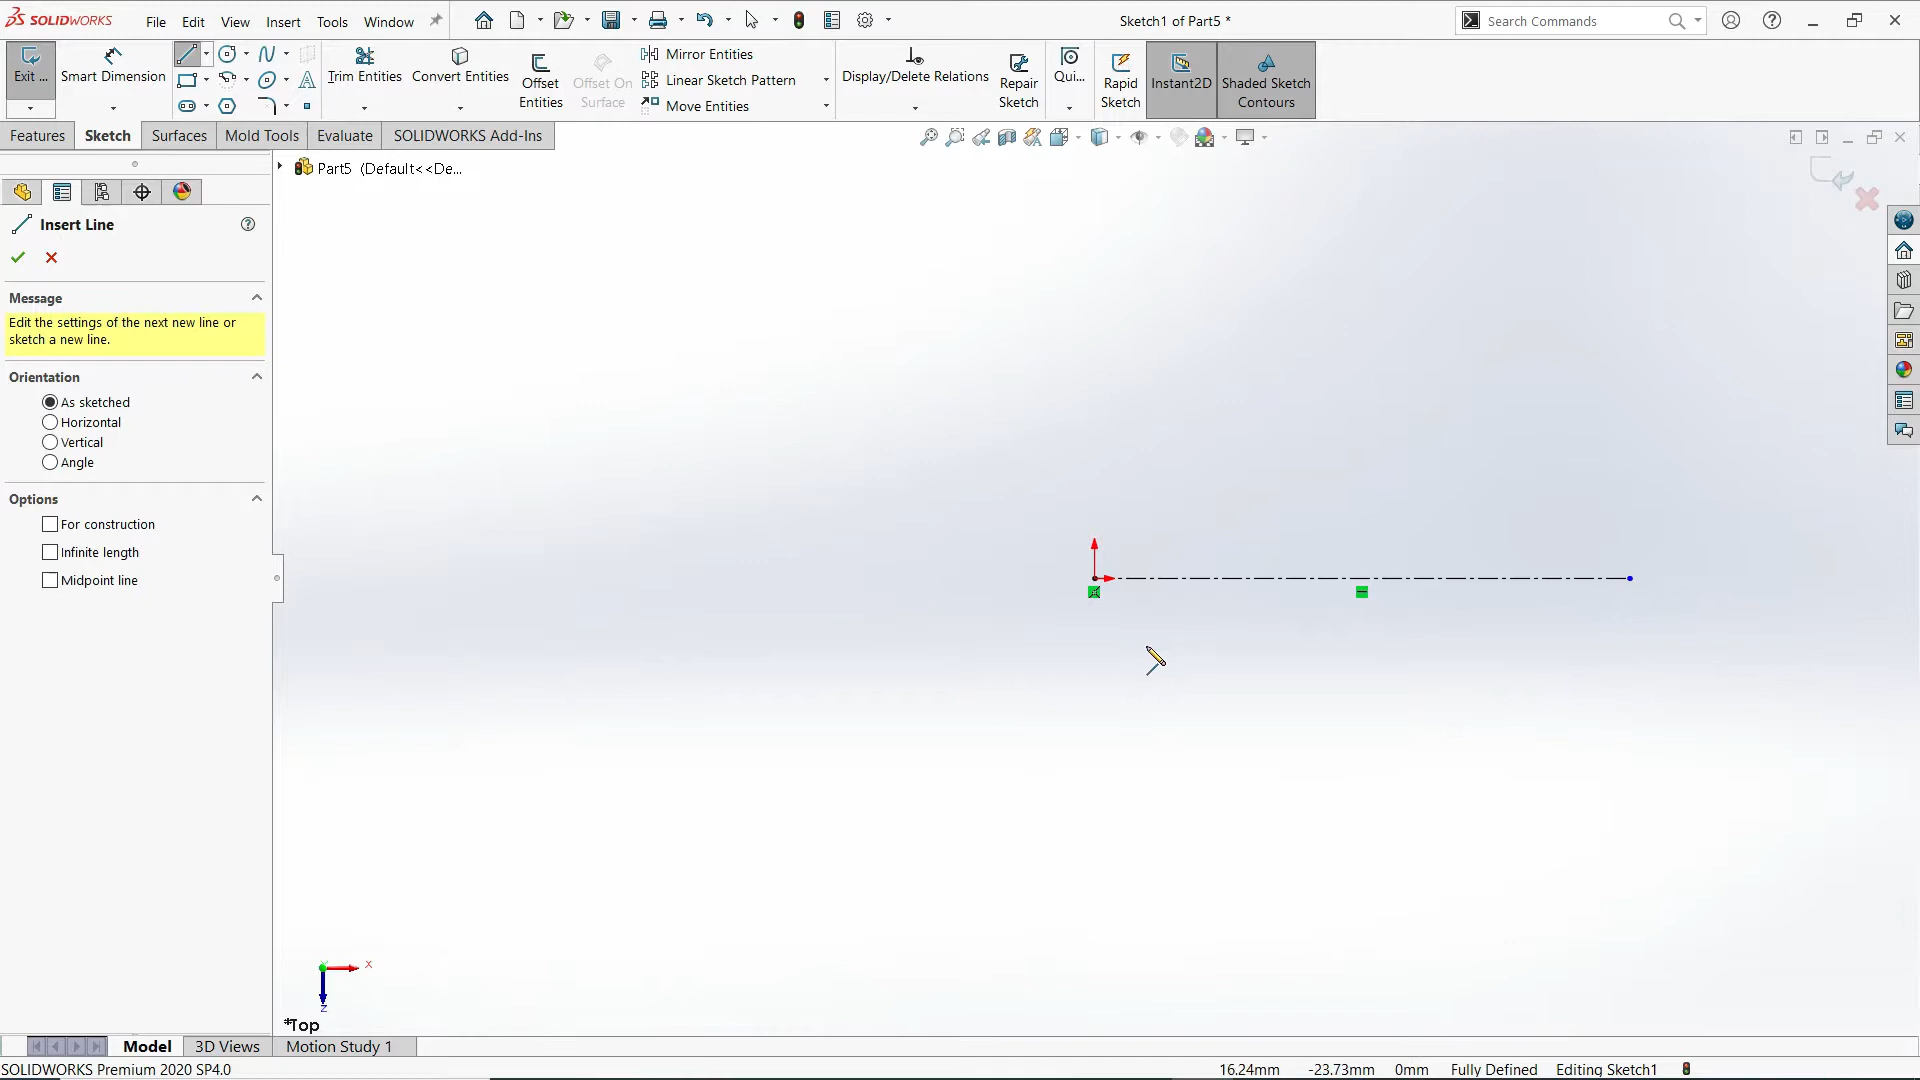 SOLIDWORKS File Edit View Insert Tools Window Sketch1 of Part5 * Search Commands
Exit ... Smart Dimension Trim Entities Convert Entities Offset Entities Offset On Surface Mirror Entities Linear Sketch Pattern Move Entities Display/Delete Relations Repair Sketch Qui... Rapid Sketch Instant2D Shaded Sketch Contours
Features Sketch Surfaces Mold Tools Evaluate SOLIDWORKS Add-Ins
Part5 (Default<<De...
Insert Line
Message
Edit the settings of the next new line or
sketch a new line.
Orientation
As sketched
Horizontal
Vertical
Angle
Options
For construction
Infinite length
Midpoint line
Y
X
Z
*Top
Model 3D Views Motion Study 1
SOLIDWORKS Premium 2020 SP4.0 16.24mm -23.73mm 0mm Fully Defined Editing Sketch1